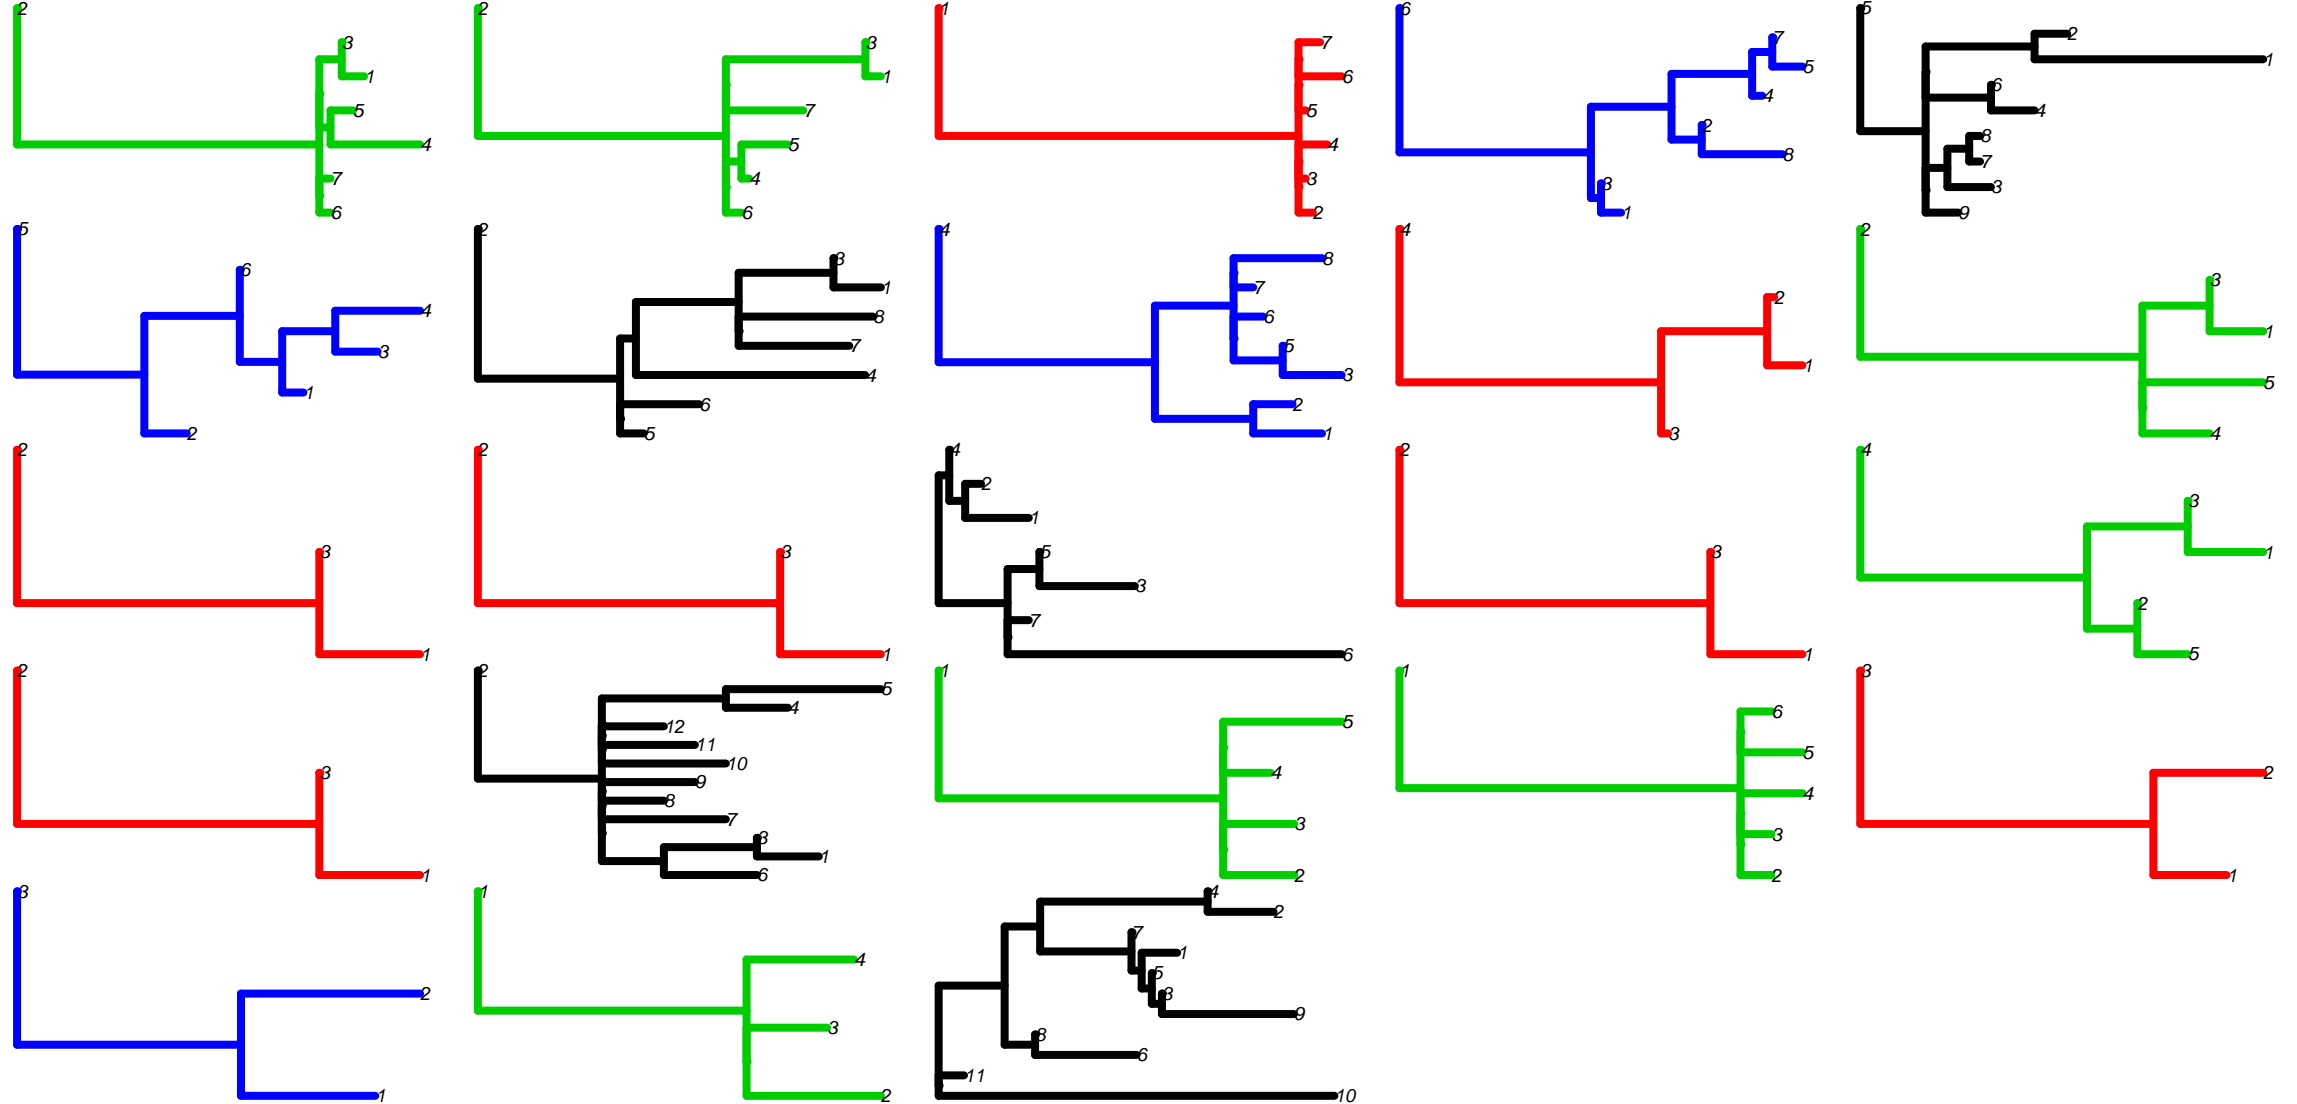 2 3 1 5 4 7 6
2 3 1 7 5 4 6
1 7 6 5 4 3 2
6 7 5 4 2 8 3 1
5 2 1 6 4 8 7 3 9
5 6 4 3 1 2
2 3 1 8 7 4 6 5
4 8 7 6 5 3 2 1
4 2 1 3
2 3 1 5 4
2 3 1
2 3 1
4 2 1 5 3 7 6
2 3 1
4 3 1 2 5
2 3 1
2 5 4 12 11 10 9 8 7 3 1 6
1 5 4 3 2
1 6 5 4 3 2
3 2 1
3 2 1
1 4 3 2
4 2 7 1 5 3 9 8 6 11 10